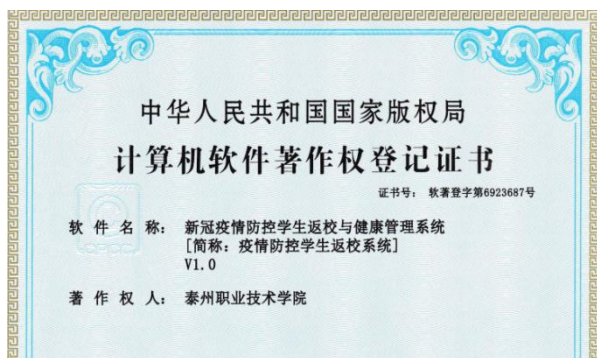 中华人民共和国国家版权局
计算机软件著作权登记证书
证书号： 软著登字第6923687号
软 件 名 称： 新冠疫情防控学生返校与健康管理系统
[简称：疫情防控学生返校系统]
V1.0
著 作 权 人： 泰州职业技术学院